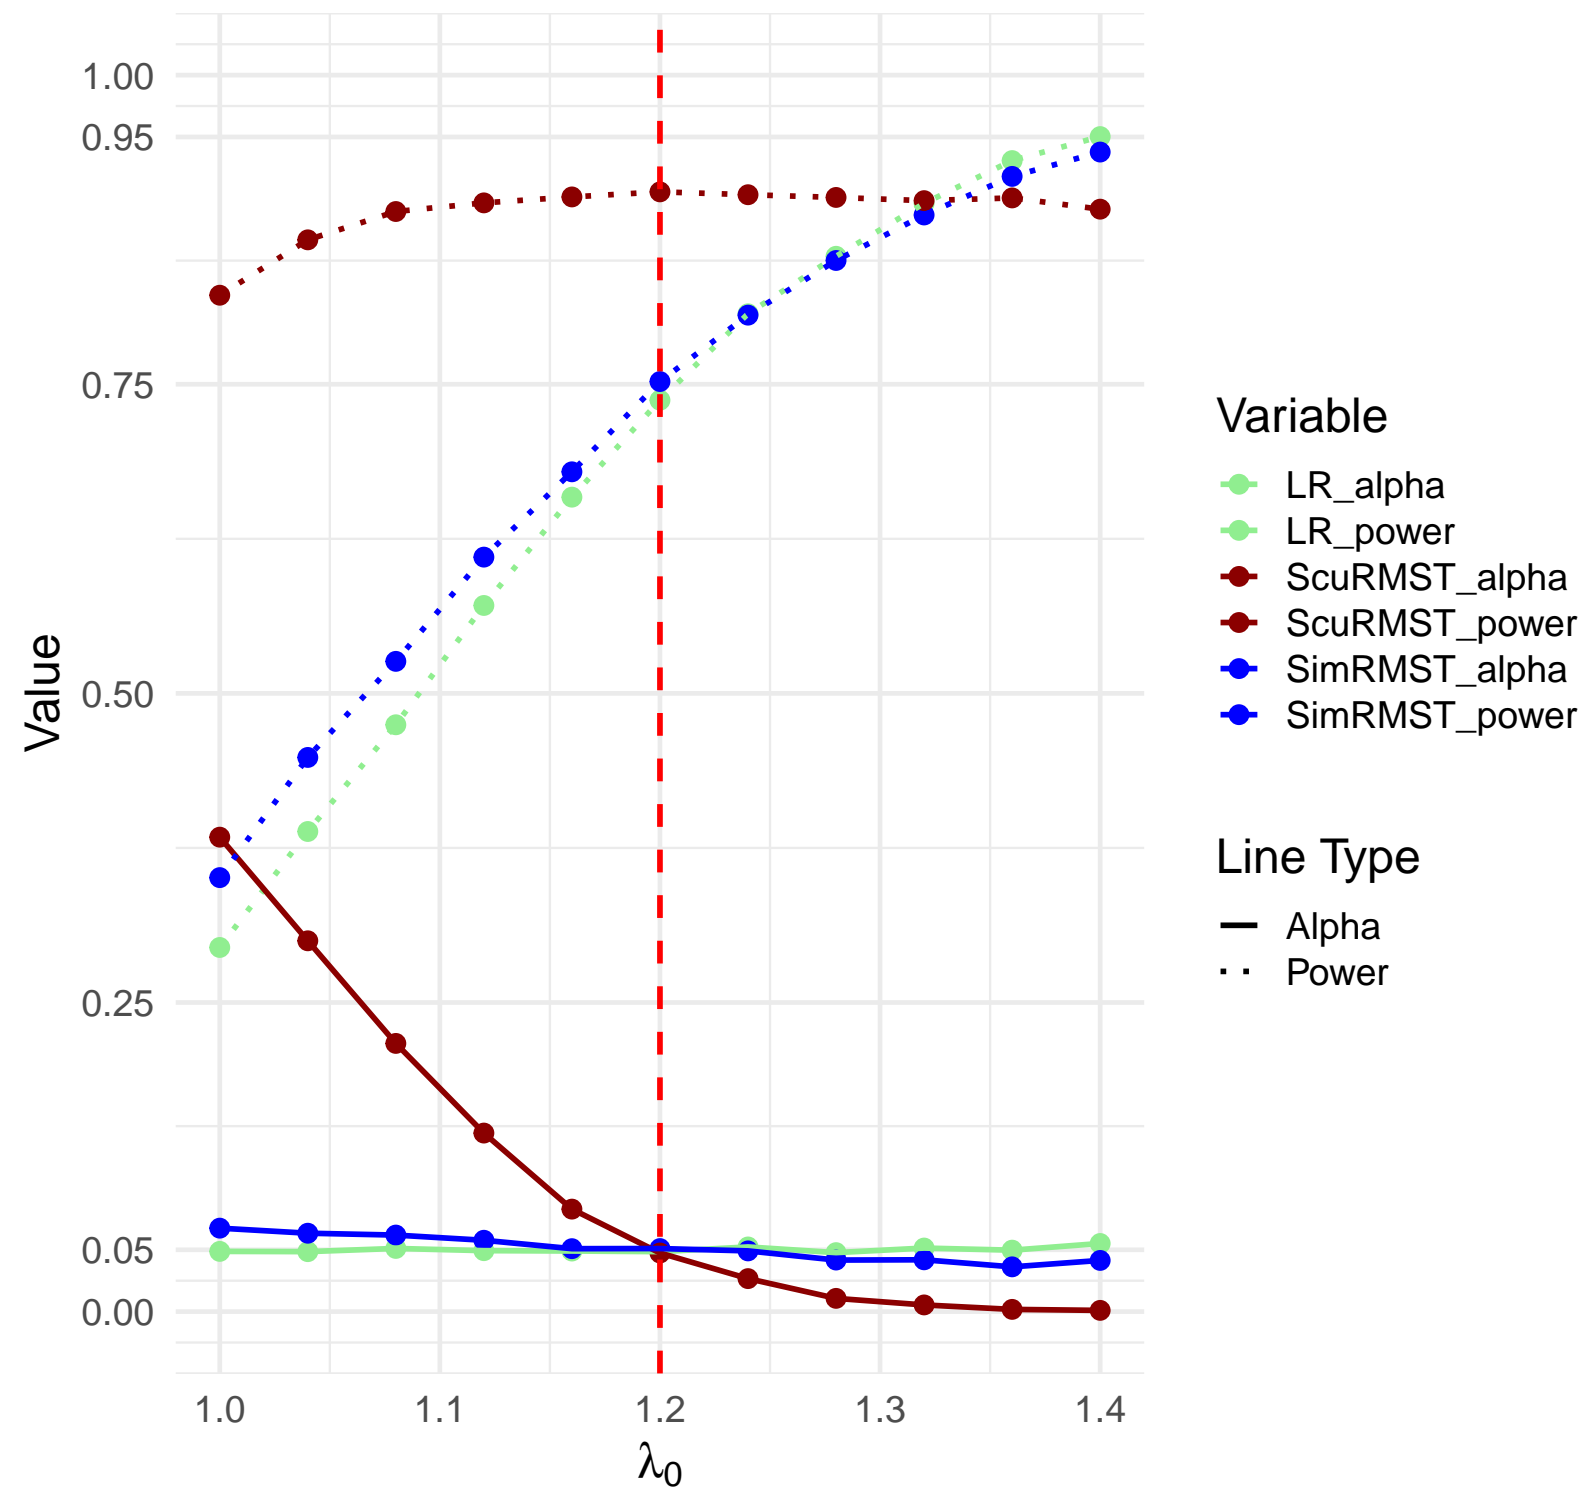 Value
1.00
0.95
0.75
0.50
0.25
0.05
0.00
1.0 1.1 1.2 1.3 1.4
λ₀
Variable
LR_alpha
LR_power
ScuRMST_alpha
ScuRMST_power
SimRMST_alpha
SimRMST_power
Line Type
Alpha
Power